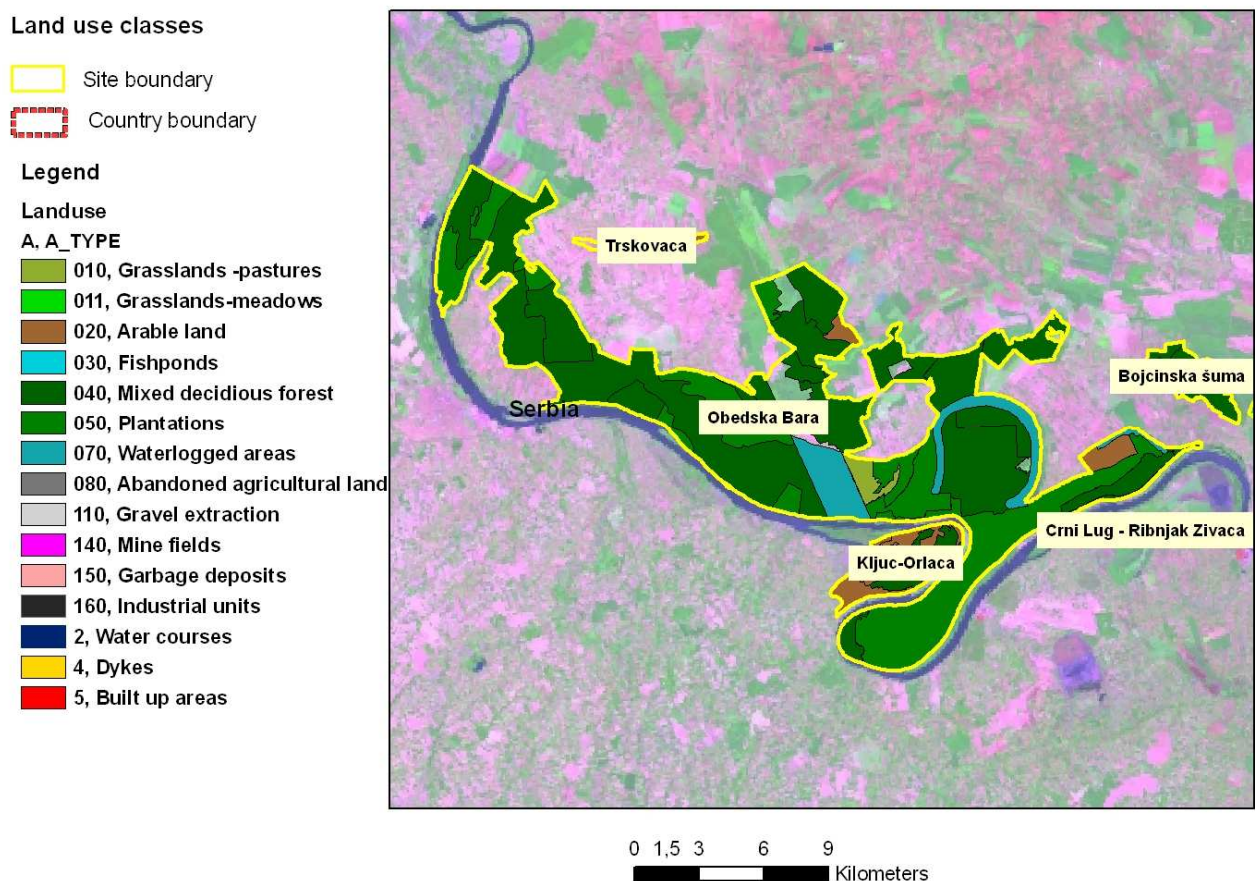 Land use classes
Site boundary
Country boundary
Legend
Landuse
A, A_TYPE
010, Grasslands -pastures
011, Grasslands-meadows
020, Arable land
030, Fishponds
040, Mixed decidious forest
050, Plantations
070, Waterlogged areas
080, Abandoned agricultural land
110, Gravel extraction
140, Mine fields
150, Garbage deposits
160, Industrial units
2, Water courses
4, Dykes
5, Built up areas
Trskovaca
Bojcinska šuma
Serbia
Obedska Bara
Crni Lug - Ribnjak Zivaca
Kljuc-Orlaca
0 1,5 3 6 9
Kilometers